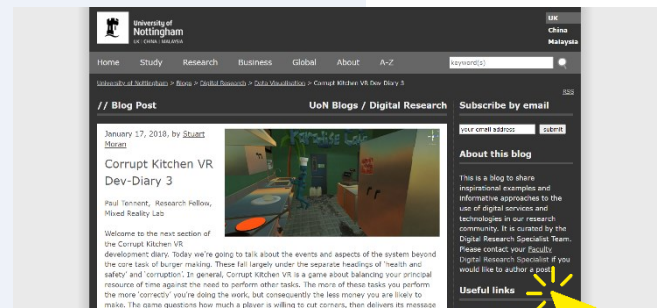 University of
Nottingham
UK | CHINA | MALAYSIA
UK
China
Malaysia
Home Study Research Business Global About A-Z
keyword(s)
University of Nottingham > Blogs > Digital Research > Data Visualisation > Corrupt Kitchen VR Dev Diary 3
RSS
// Blog Post
UoN Blogs / Digital Research
January 17, 2018, by Stuart
Moran
Corrupt Kitchen VR
Dev-Diary 3
Paul Tennent, Research Fellow,
Mixed Reality Lab
Welcome to the next section of
the Corrupt Kitchen VR
development diary. Today we're going to talk about the events and aspects of the system beyond
the core task of burger making. These fall largely under the separate headings of 'health and
safety' and 'corruption'. In general, Corrupt Kitchen VR is a game about balancing your principal
resource of time against the need to perform other tasks. The more of these tasks you perform
the more 'correctly' you're doing the work, but consequently the less money you are likely to
make. The game questions how much a player is willing to cut corners, then delivers its message
Subscribe by email
your email address submit
About this blog
This is a blog to share
inspirational examples and
informative approaches to the
use of digital services and
technologies in our research
community. It is curated by the
Digital Research Specialist Team.
Please contact your Faculty
Digital Research Specialist if you
would like to author a post.
Useful links